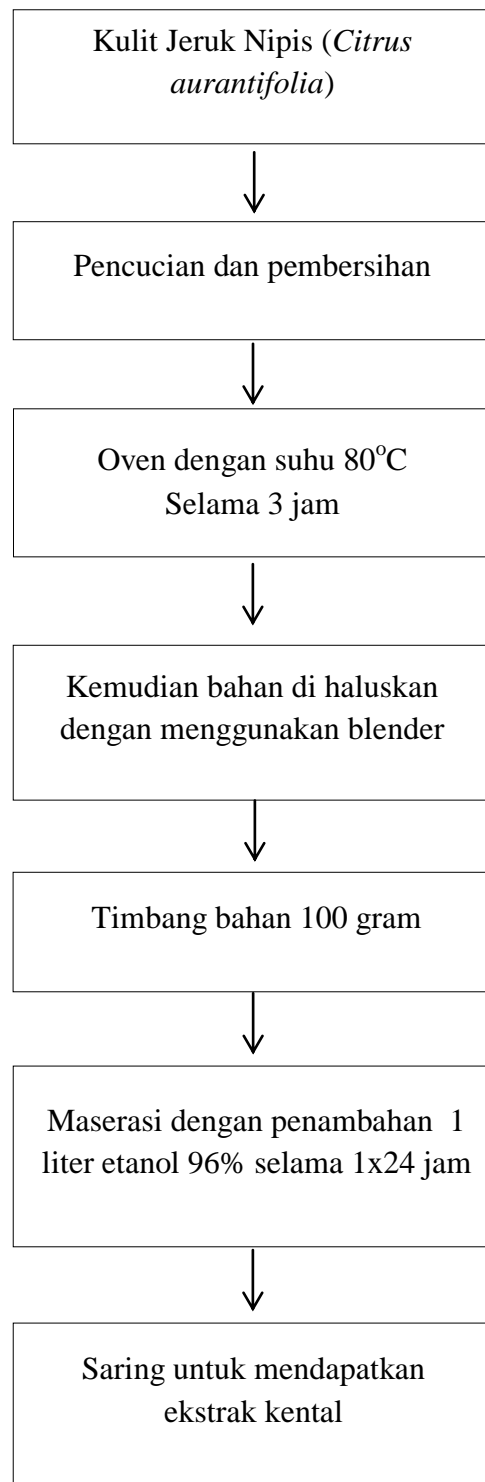 Kulit Jeruk Nipis (Citrus
aurantifolia)
Pencucian dan pembersihan
Oven dengan suhu 80°C
Selama 3 jam
Kemudian bahan di haluskan
dengan menggunakan blender
Timbang bahan 100 gram
Maserasi dengan penambahan 1
liter etanol 96% selama 1x24 jam
Saring untuk mendapatkan
ekstrak kental